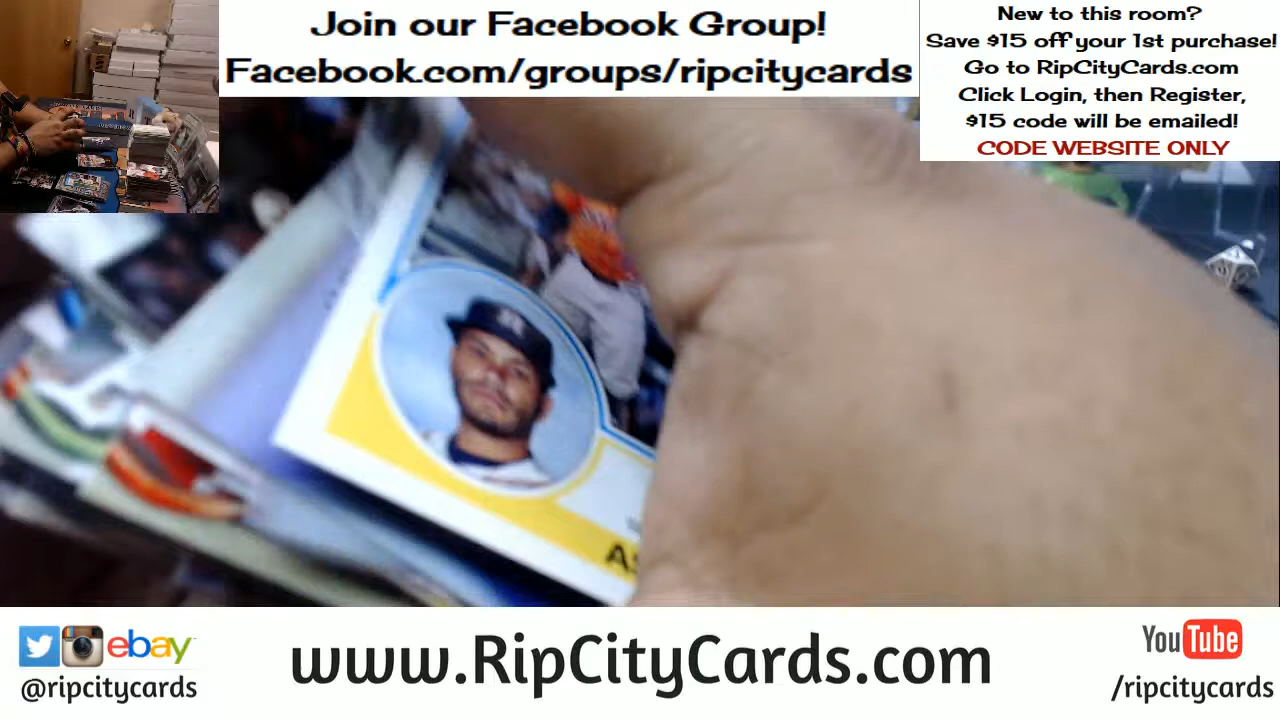 Join our Facebook Group!
Facebook.com/groups/ripcitycards
New to this room?
Save $15 off your 1st purchase!
Go to RipCityCards.com
Click Login, then Register,
$15 code will be emailed!
CODE WEBSITE ONLY
ebay
@ripcitycards
www.RipCityCards.com
You Tube
/ripcitycards